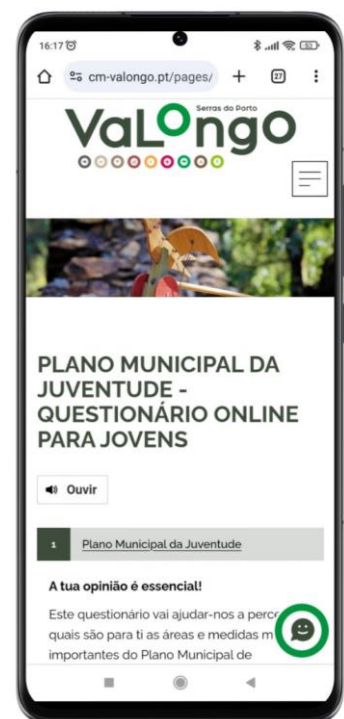 16:17
cm-valongo.pt/pages/
27
Serras do Porto
VaLongo
PLANO MUNICIPAL DA
JUVENTUDE -
QUESTIONÁRIO ONLINE
PARA JOVENS
Ouvir
1 Plano Municipal da Juventude
A tua opinião é essencial!
Este questionário vai ajudar-nos a perce
quais são para ti as áreas e medidas m
importantes do Plano Municipal de